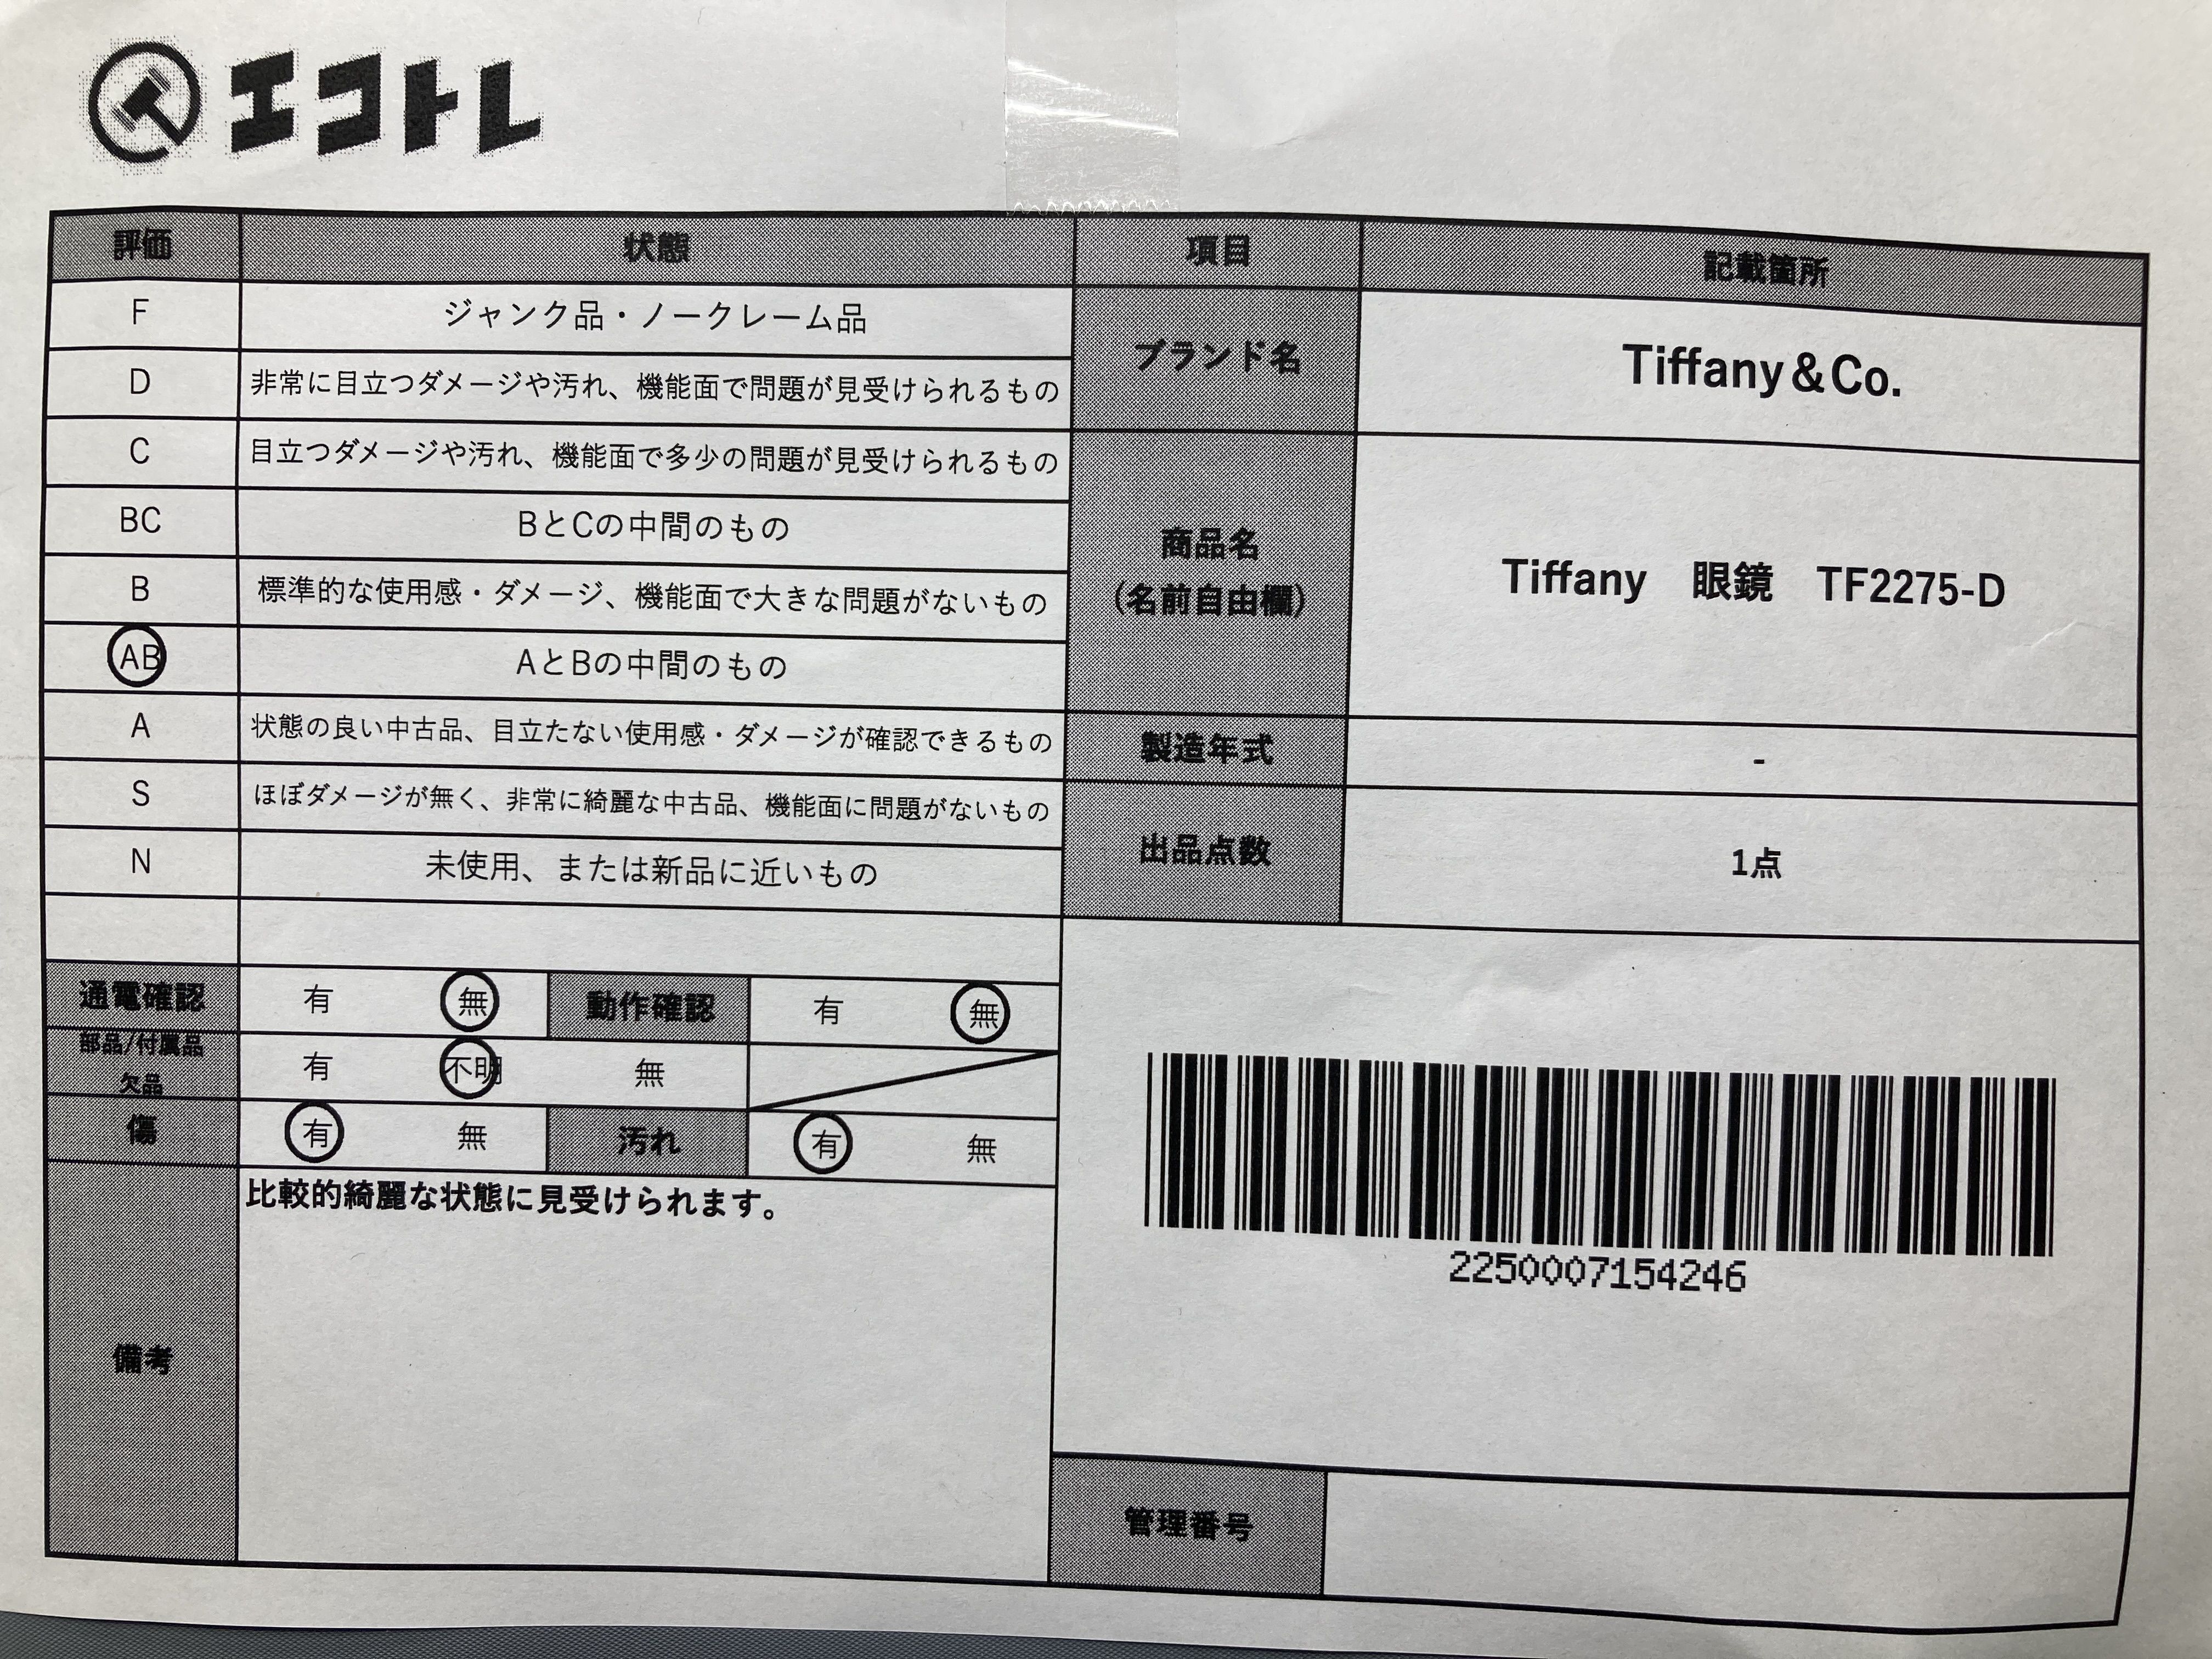 エコトレ
評価 状態 項目 記載箇所
F ジャンク品・ノークレーム品
D 非常に目立つダメージや汚れ、機能面で問題が見受けられるもの
ブランド名 Tiffany＆Co.
C 目立つダメージや汚れ、機能面で多少の問題が見受けられるもの
BC BとCの中間のもの
B 標準的な使用感・ダメージ、機能面で大きな問題がないもの
商品名
(名前自由欄)
Tiffany　眼鏡　TF2275-D
AB AとBの中間のもの
A 状態の良い中古品、目立たない使用感・ダメージが確認できるもの
製造年式 -
S ほぼダメージが無く、非常に綺麗な中古品、機能面に問題がないもの
N 未使用、または新品に近いもの
出品点数 1点
通電確認 有 無 動作確認 有 無
部品/付属品
欠品
有 不明 無
傷 有 無 汚れ 有 無
備考
比較的綺麗な状態に見受けられます。
2250007154246
管理番号